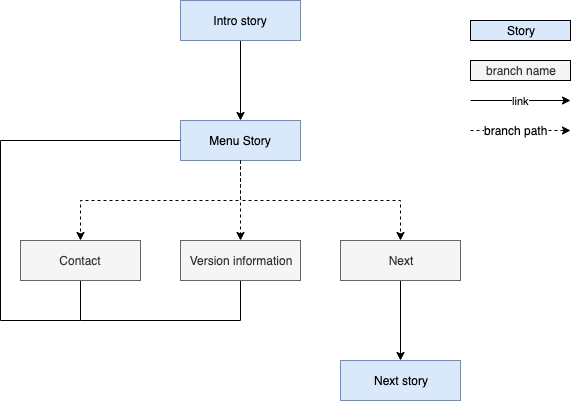 Intro story
Story
branch name
link
branch path
Menu Story
Contact
Version information
Next
Next story